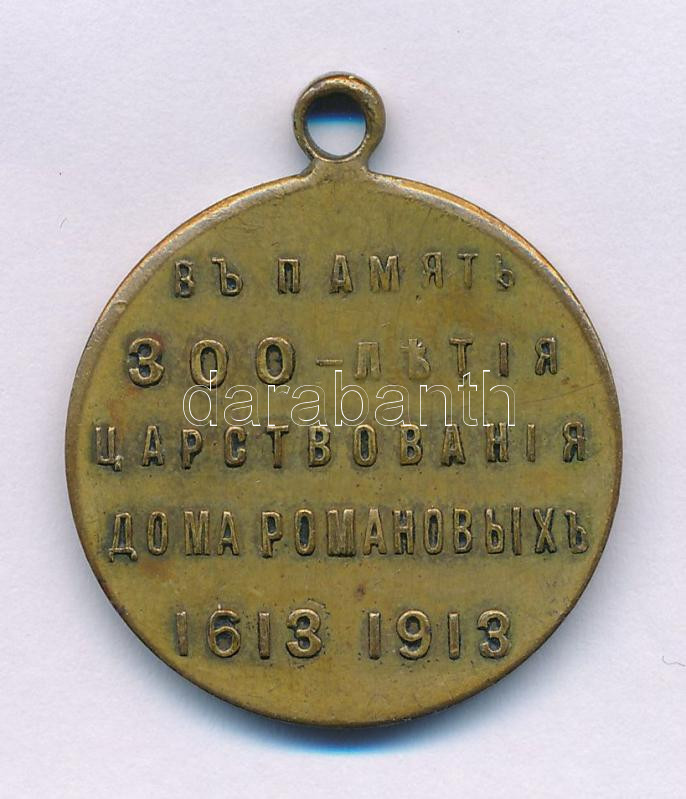 ВЪ ПАМЯТЬ
300-ЛѢТІЯ
darabanth
ЦАРСТВОВАНІЯ
ДОМА РОМАНОВЫХЪ
1613 1913